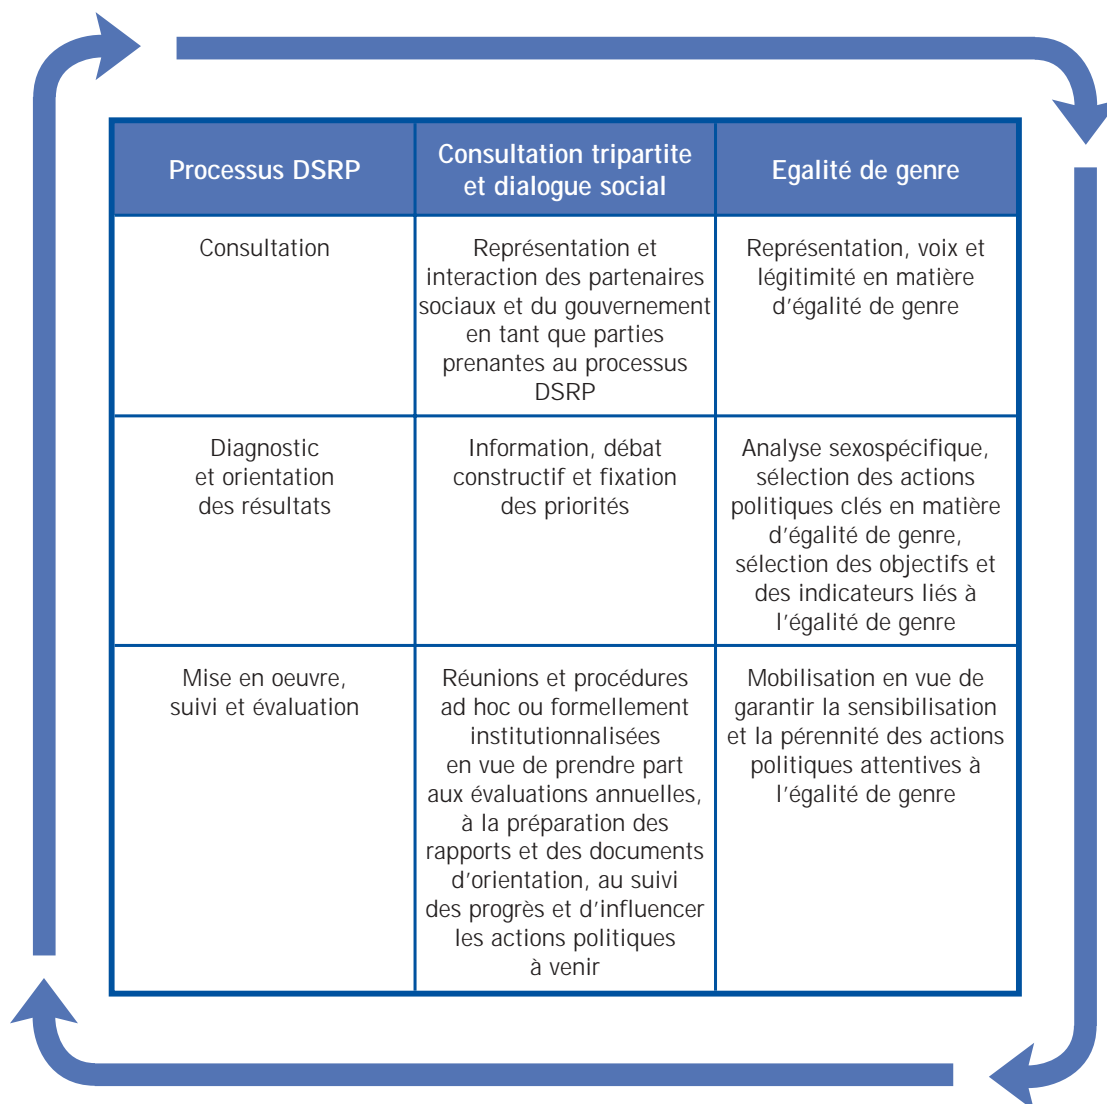 Processus DSRP
Consultation tripartite
et dialogue social
Egalité de genre
Consultation
Représentation et
interaction des partenaires
sociaux et du gouvernement
en tant que parties
prenantes au processus
DSRP
Représentation, voix et
légitimité en matière
d'égalité de genre
Diagnostic
et orientation
des résultats
Information, débat
constructif et fixation
des priorités
Analyse sexospécifique,
sélection des actions
politiques clés en matière
d'égalité de genre,
sélection des objectifs et
des indicateurs liés à
l'égalité de genre
Mise en oeuvre,
suivi et évaluation
Réunions et procédures
ad hoc ou formellement
institutionnalisées
en vue de prendre part
aux évaluations annuelles,
à la préparation des
rapports et des documents
d'orientation, au suivi
des progrès et d'influencer
les actions politiques
à venir
Mobilisation en vue de
garantir la sensibilisation
et la pérennité des actions
politiques attentives à
l'égalité de genre